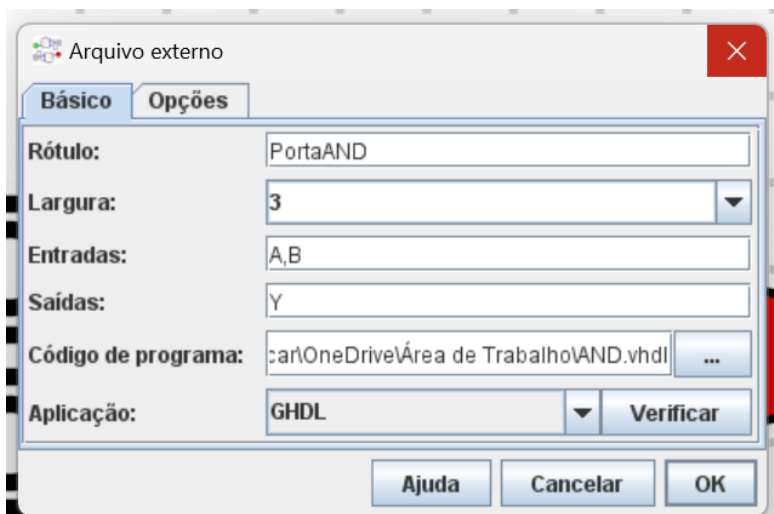 Arquivo externo
Básico Opções
Rótulo: PortaAND
Largura: 3
Entradas: A,B
Saídas: Y
Código de programa: car\OneDrive\Área de Trabalho\AND.vhdl ...
Aplicação: GHDL Verificar
Ajuda Cancelar OK